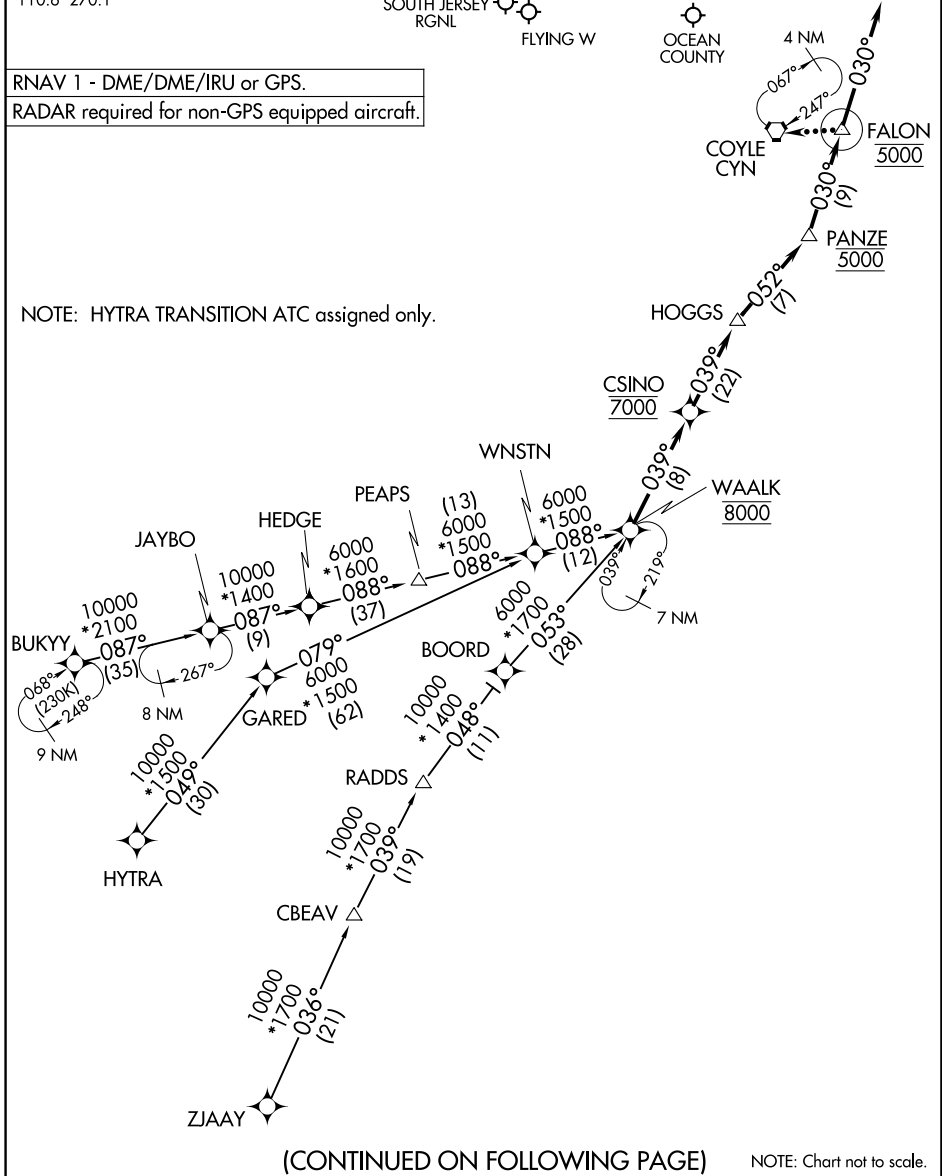 SOUTH JERSEY
RGNL
FLYING W
OCEAN
COUNTY
RNAV 1 - DME/DME/IRU or GPS.
RADAR required for non-GPS equipped aircraft.
4 NM
067°
247°
030°
COYLE
CYN
FALON
5000
030°
(9)
PANZE
5000
NOTE: HYTRA TRANSITION ATC assigned only.
052°
(7)
HOGGS
039°
(22)
CSINO
7000
039°
(8)
WAALK
8000
039°
219°
7 NM
WNSTN
6000
*1500
088°
(12)
PEAPS
(13)
6000
*1500
088°
HEDGE
6000
*1600
088°
(37)
JAYBO
10000
*1400
087°
(9)
267°
8 NM
BUKYY
10000
*2100
087°
(35)
068°
(230K)
248°
9 NM
079°
6000
*1500
(62)
GARED
10000
*1500
049°
(30)
HYTRA
BOORD
6000
*1700
053°
(28)
10000
*1400
048°
(11)
RADDS
10000
*1700
039°
(19)
CBEAV
10000
*1700
036°
(21)
ZJAAY
(CONTINUED ON FOLLOWING PAGE)
NOTE: Chart not to scale.